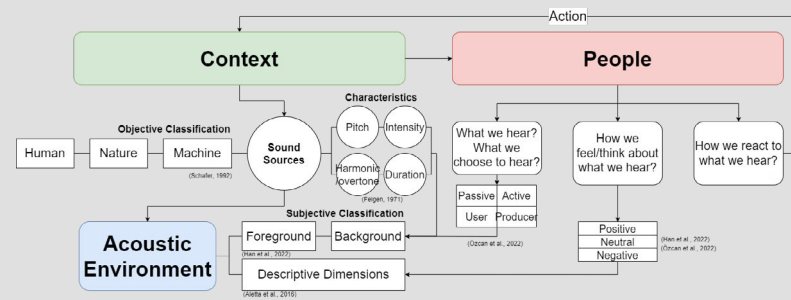 Action
Context
People
Characteristics
Objective Classification
Human
Nature
Machine
(Schafer, 1992)
Sound
Sources
Pitch
Intensity
Harmonic
/overtone
Duration
(Feigen, 1971)
What we hear?
What we
choose to hear?
How we
feel/think about
what we hear?
How we react to
what we hear?
Passive
Active
User
Producer
(Özcan et al., 2022)
Subjective Classification
Acoustic
Environment
Foreground
Background
(Han et al., 2022)
Descriptive Dimensions
(Aletta et al., 2016)
Positive
Neutral
Negative
(Han et al., 2022)
(Özcan et al., 2022)